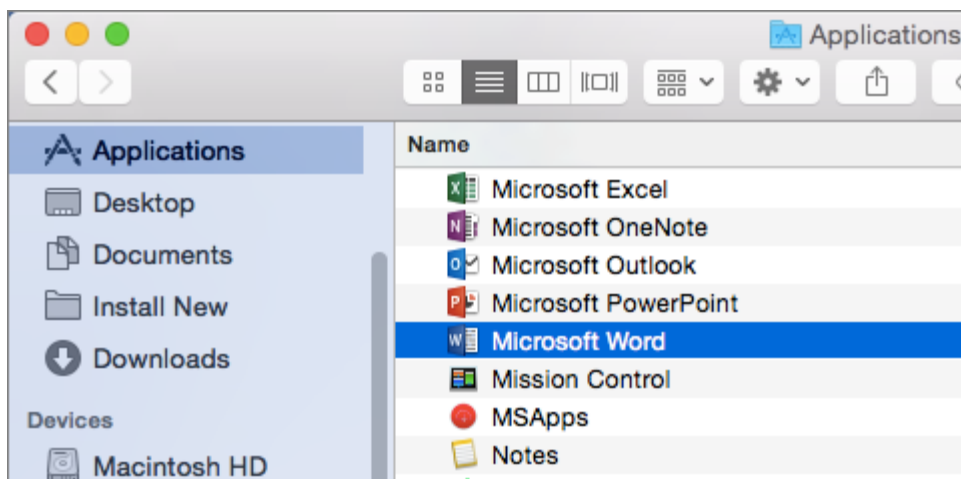 Applications
Applications
Desktop
Documents
Install New
Downloads
Devices
Macintosh HD
Name
Microsoft Excel
Microsoft OneNote
Microsoft Outlook
Microsoft PowerPoint
Microsoft Word
Mission Control
MSApps
Notes